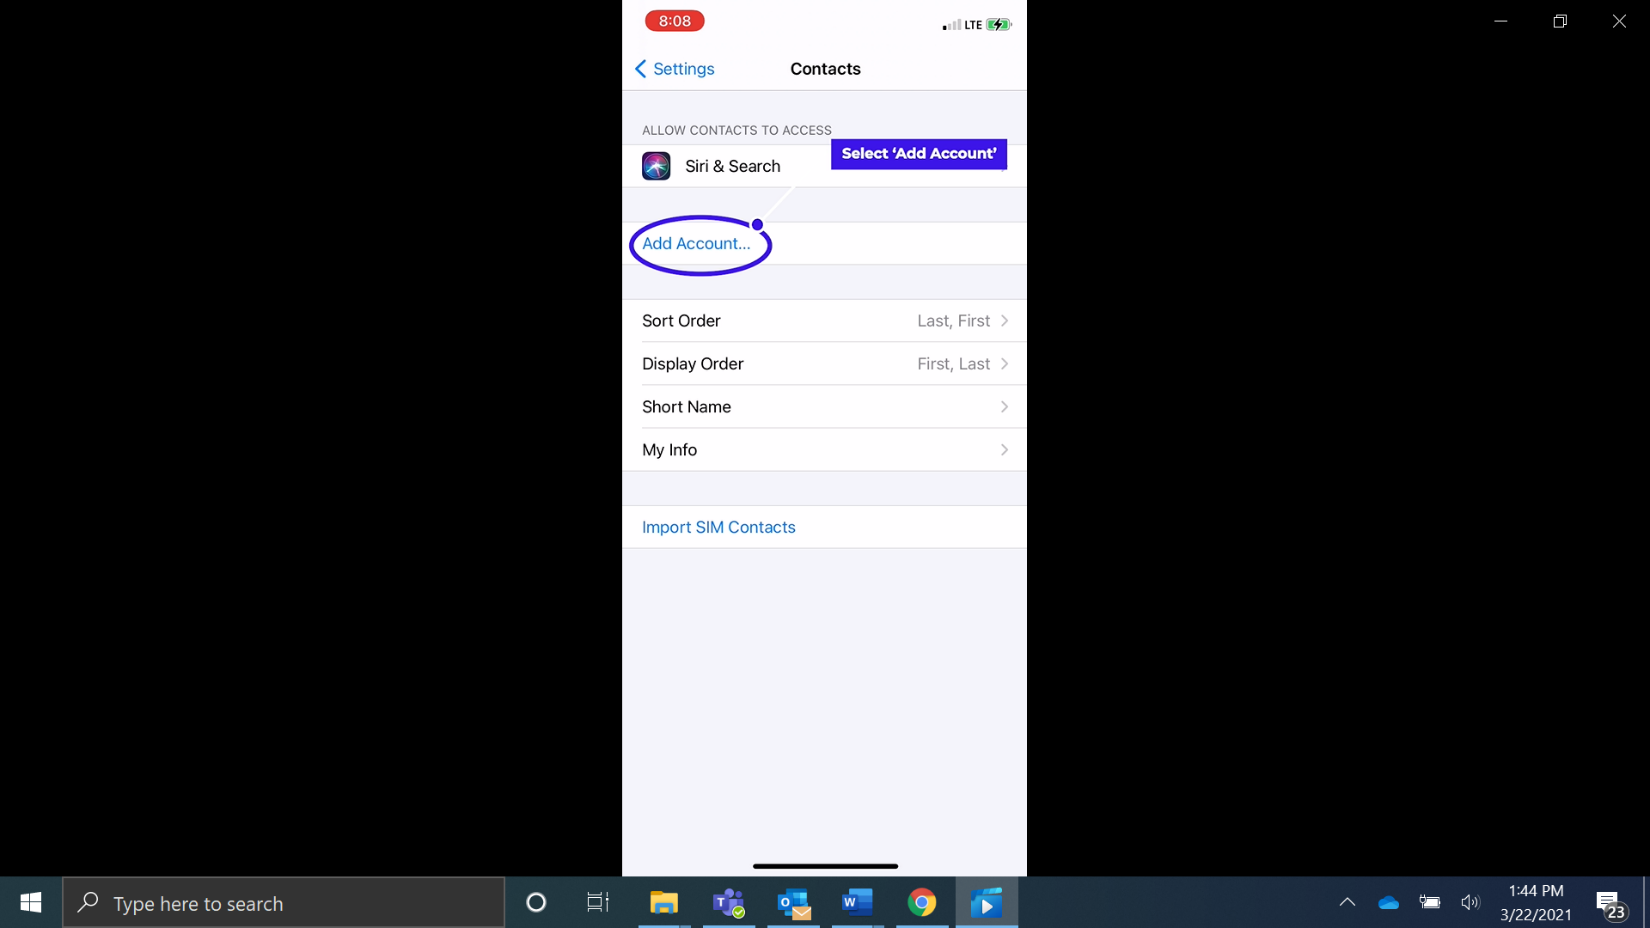 8:08
LTE
Settings
Contacts
ALLOW CONTACTS TO ACCESS
Select ‘Add Account’
Siri & Search
Add Account...
Sort Order Last, First
Display Order First, Last
Short Name
My Info
Import SIM Contacts
Type here to search
1:44 PM
3/22/2021
23